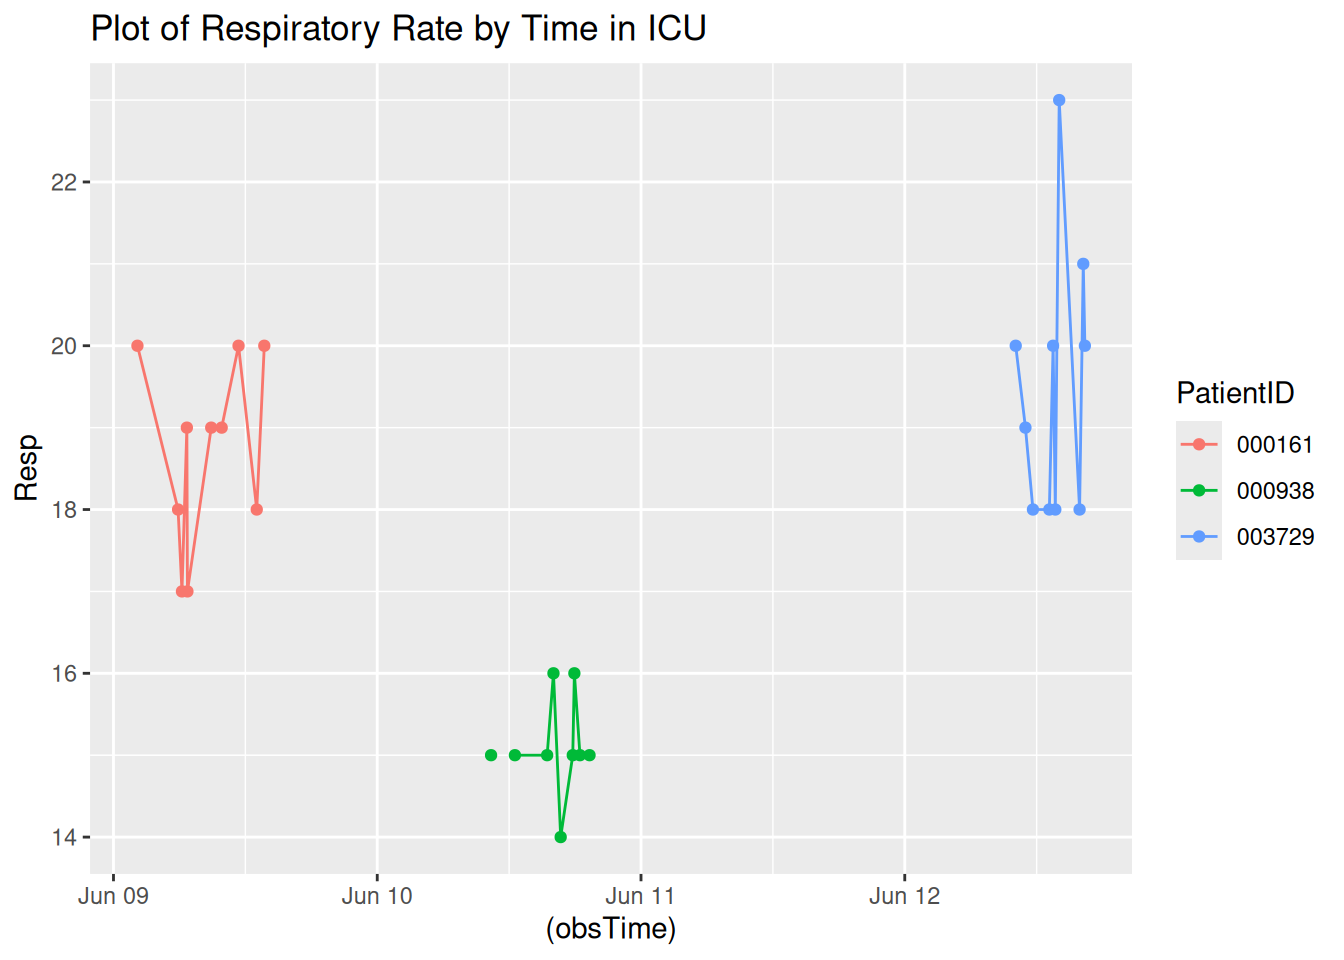 Plot of Respiratory Rate by Time in ICU
Resp
22
20
18
16
14
Jun 09
Jun 10
Jun 11
Jun 12
(obsTime)
PatientID
000161
000938
003729